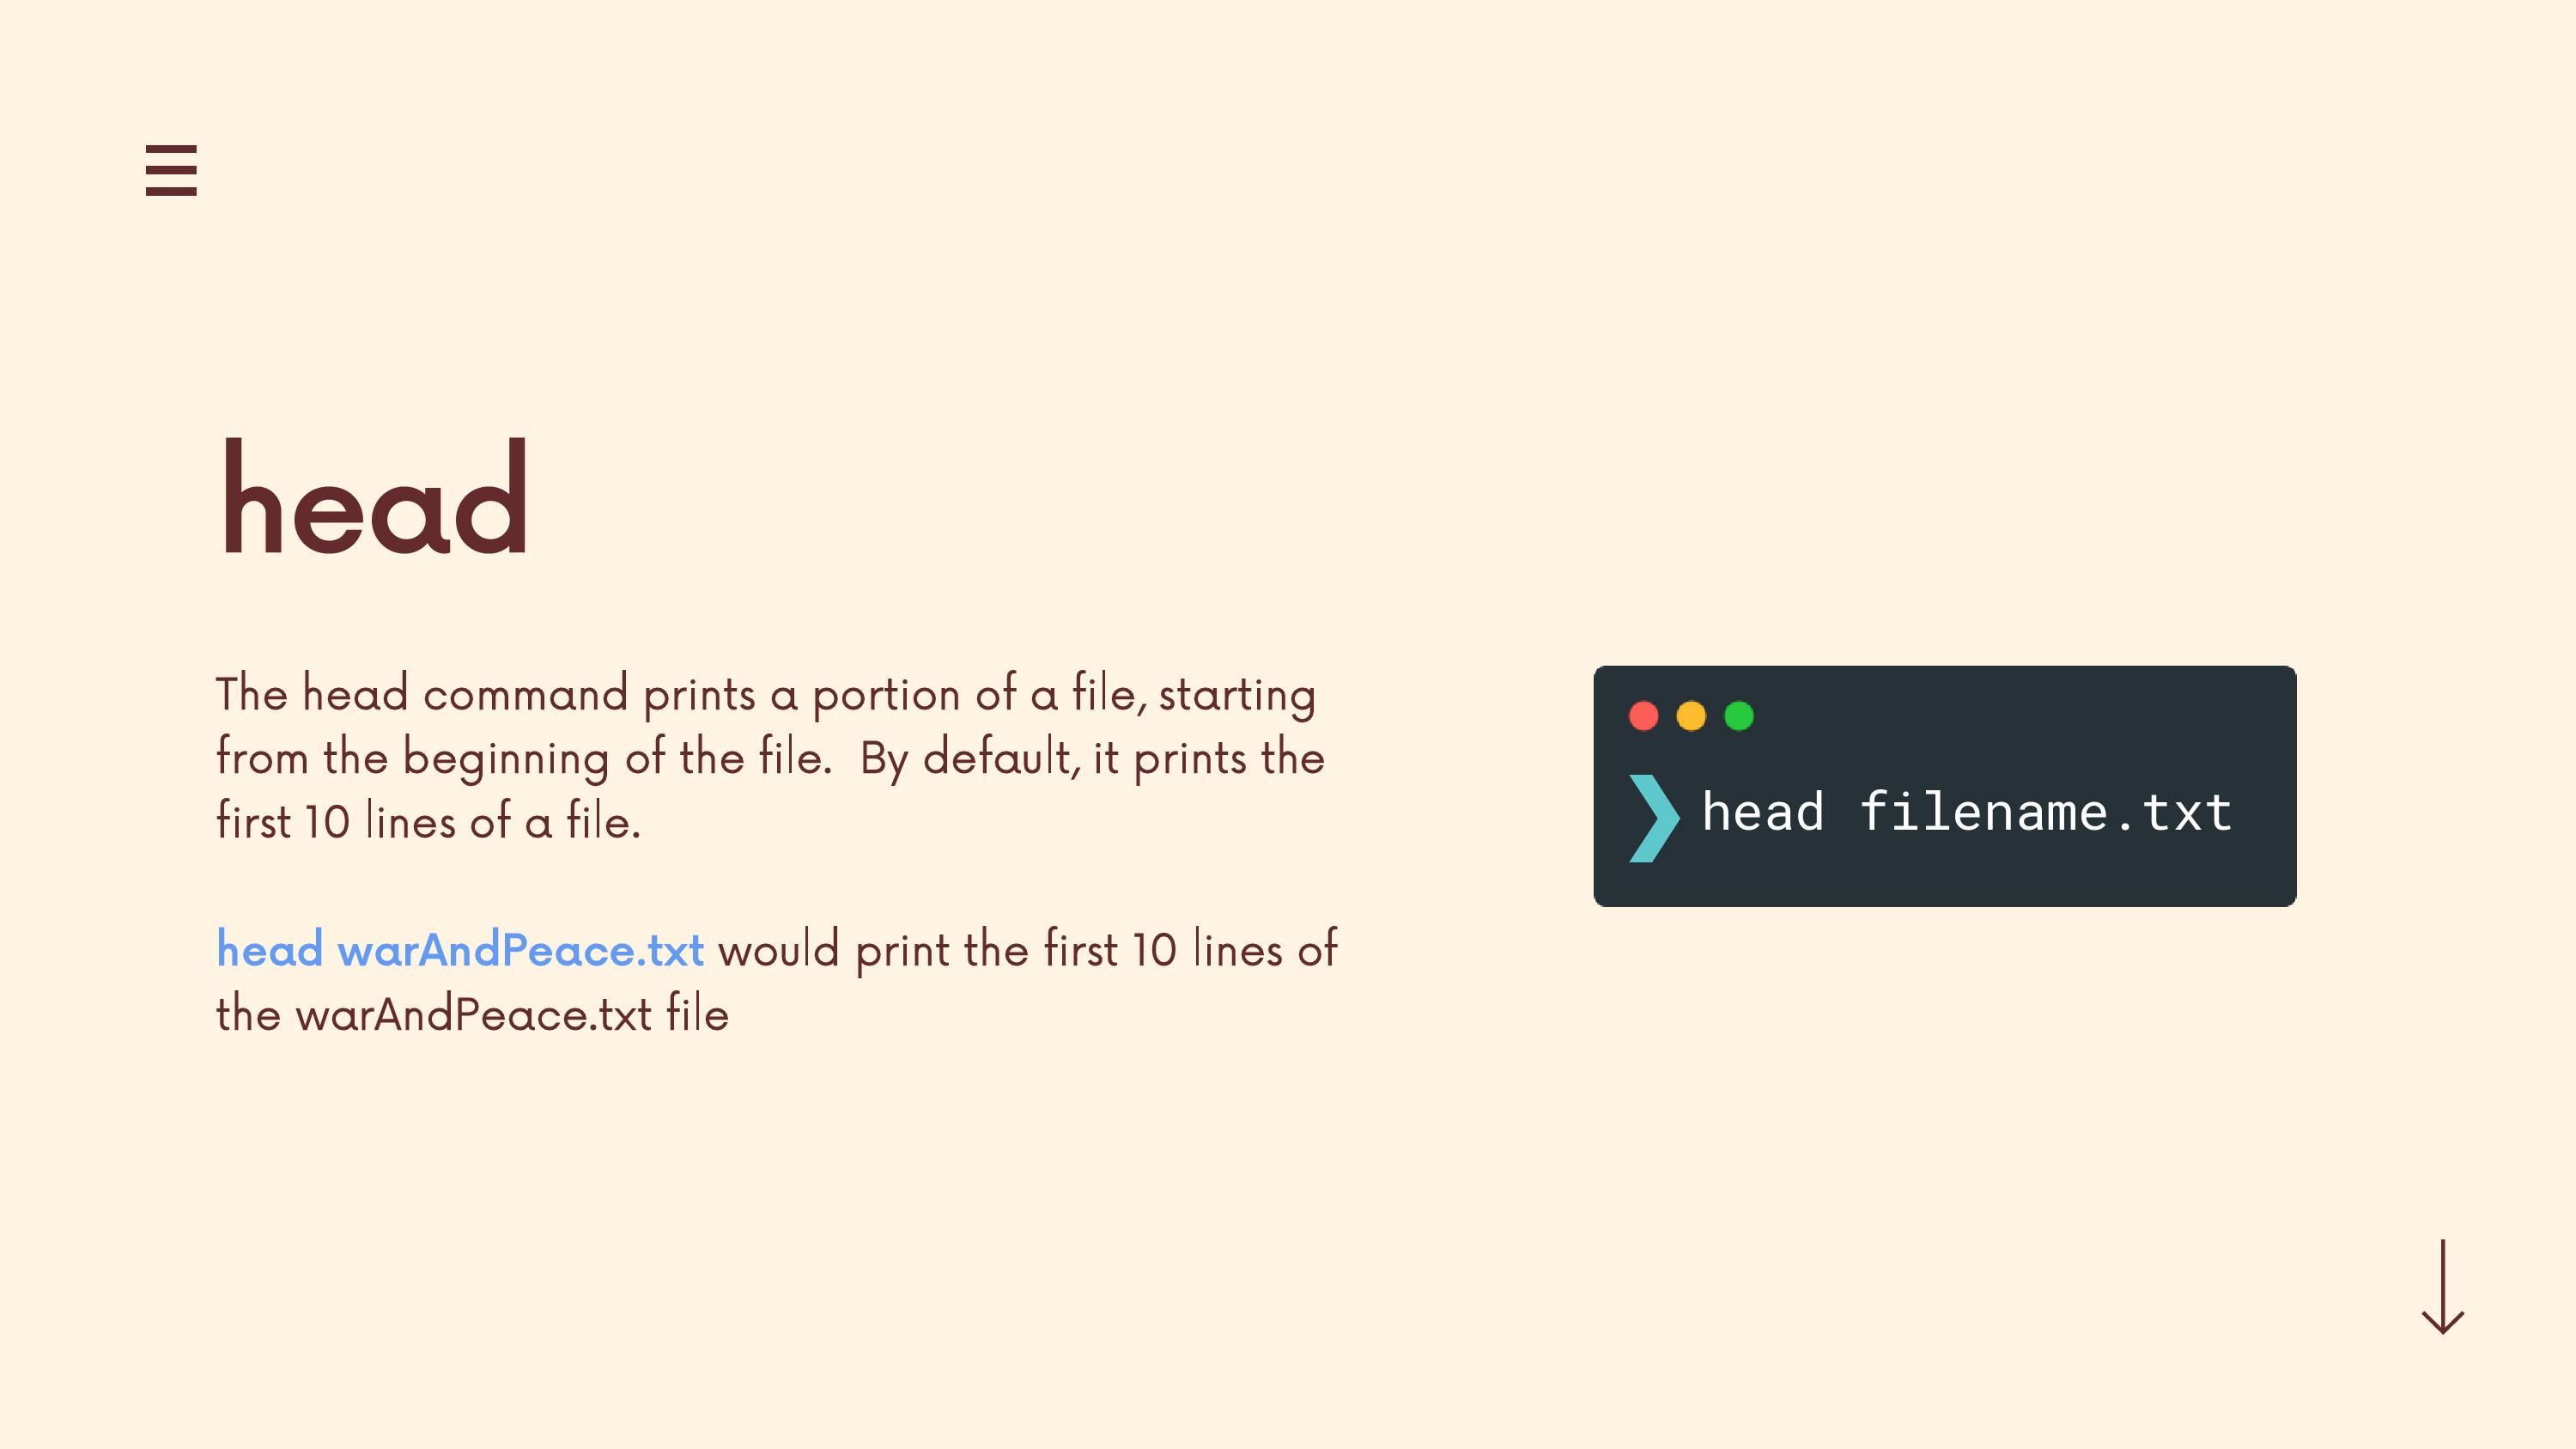 head
The head command prints a portion of a file, starting
from the beginning of the file.  By default, it prints the
first 10 lines of a file.
head warAndPeace.txt would print the first 10 lines of
the warAndPeace.txt file
❯ head filename.txt